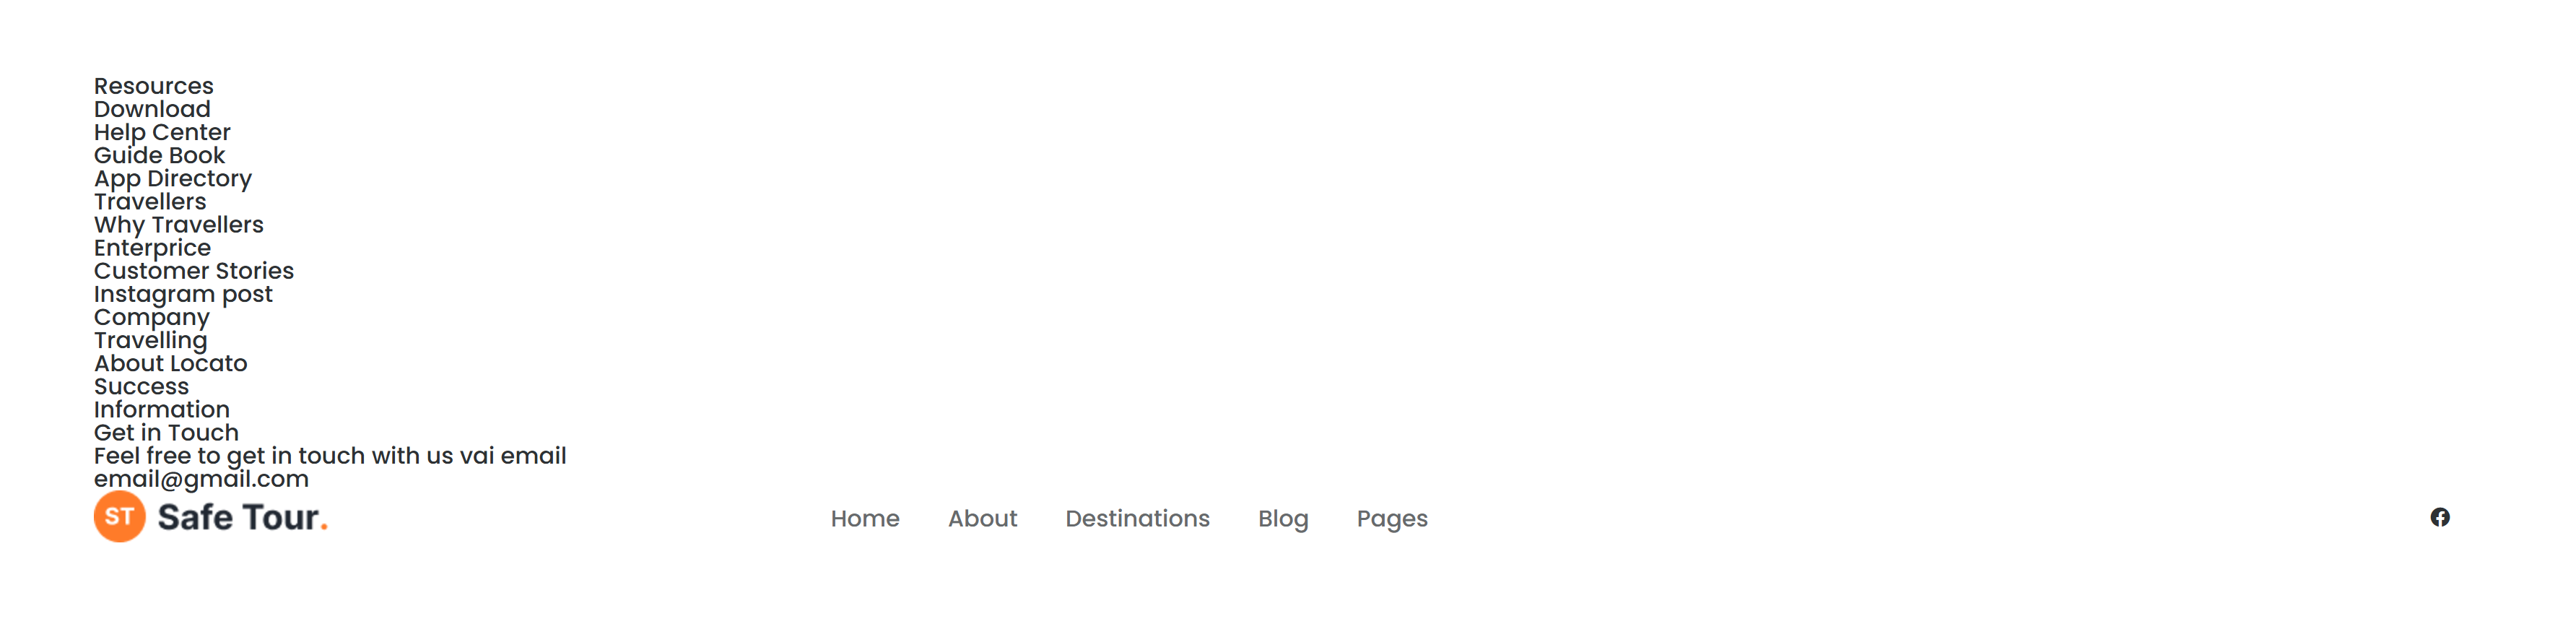 Resources
Download
Help Center
Guide Book
App Directory
Travellers
Why Travellers
Enterprice
Customer Stories
Instagram post
Company
Travelling
About Locato
Success
Information
Get in Touch
Feel free to get in touch with us vai email
email@gmail.com
ST Safe Tour. Home About Destinations Blog Pages